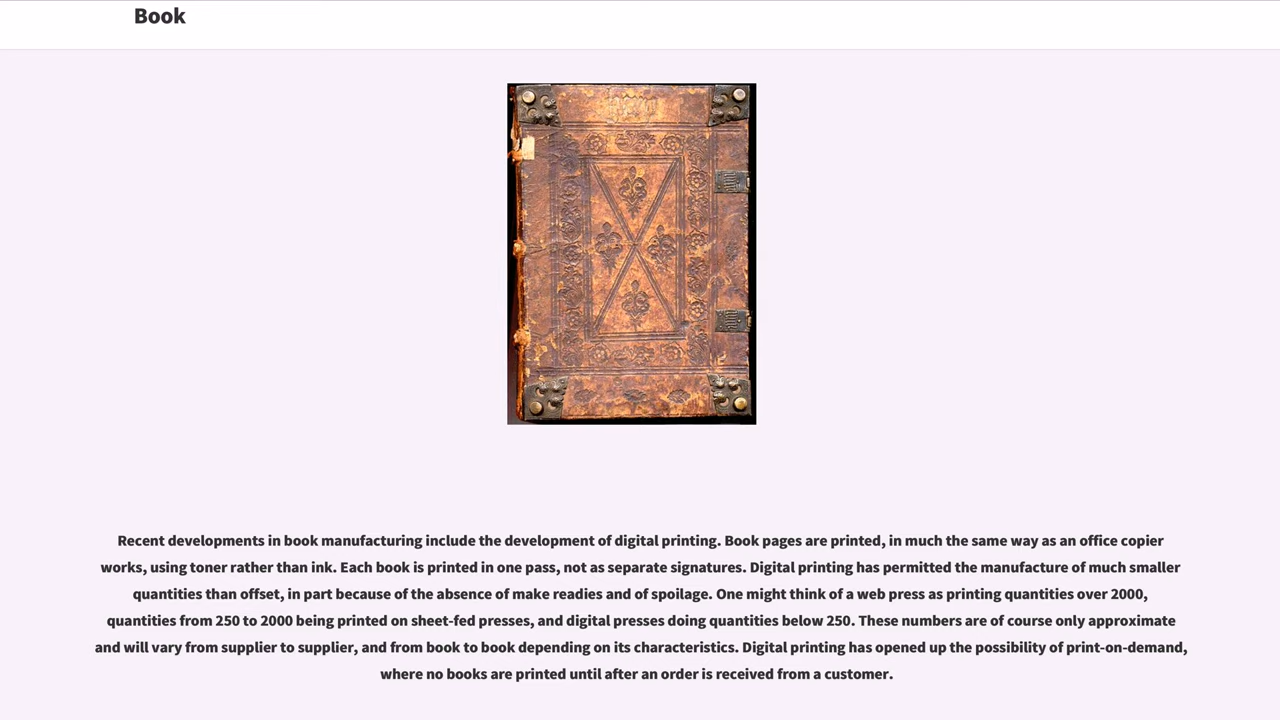 Book
Recent developments in book manufacturing include the development of digital printing. Book pages are printed, in much the same way as an office copier
works, using toner rather than ink. Each book is printed in one pass, not as separate signatures. Digital printing has permitted the manufacture of much smaller
quantities than offset, in part because of the absence of make readies and of spoilage. One might think of a web press as printing quantities over 2000,
quantities from 250 to 2000 being printed on sheet-fed presses, and digital presses doing quantities below 250. These numbers are of course only approximate
and will vary from supplier to supplier, and from book to book depending on its characteristics. Digital printing has opened up the possibility of print-on-demand,
where no books are printed until after an order is received from a customer.